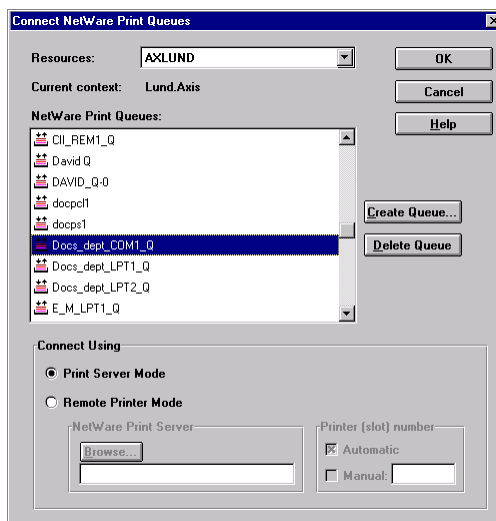 Connect NetWare Print Queues
Resources: AXLUND
OK
Current context: Lund.Axis
Cancel
NetWare Print Queues:
Help
CII_REM1_Q
David Q
DAVID_Q-0
docpcl1
docps1
Docs_dept_COM1_Q
Docs_dept_LPT1_Q
Docs_dept_LPT2_Q
E_M_LPT1_Q
Create Queue...
Delete Queue
Connect Using
Print Server Mode
Remote Printer Mode
NetWare Print Server
Browse...
Printer (slot) number
Automatic
Manual: